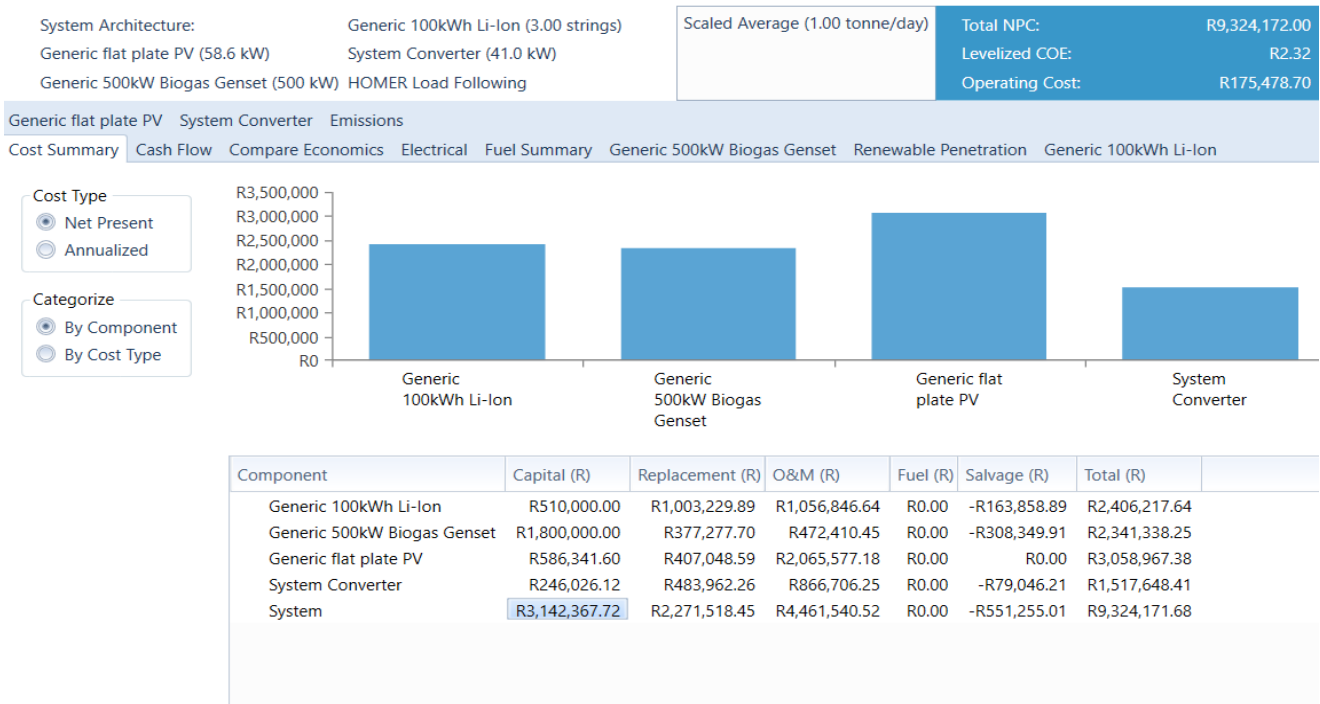 System Architecture: Generic 100kWh Li-Ion (3.00 strings) Scaled Average (1.00 tonne/day) Total NPC: R9,324,172.00
Generic flat plate PV (58.6 kW) System Converter (41.0 kW) Levelized COE: R2.32
Generic 500kW Biogas Genset (500 kW) HOMER Load Following Operating Cost: R175,478.70
Generic flat plate PV System Converter Emissions
Cost Summary Cash Flow Compare Economics Electrical Fuel Summary Generic 500kW Biogas Genset Renewable Penetration Generic 100kWh Li-Ion
Cost Type
Net Present
Annualized
Categorize
By Component
By Cost Type
R3,500,000
R3,000,000
R2,500,000
R2,000,000
R1,500,000
R1,000,000
R500,000
R0
Generic
100kWh Li-Ion
Generic
500kW Biogas
Genset
Generic flat
plate PV
System
Converter
Component Capital (R) Replacement (R) O&M (R) Fuel (R) Salvage (R) Total (R)
Generic 100kWh Li-Ion R510,000.00 R1,003,229.89 R1,056,846.64 R0.00 -R163,858.89 R2,406,217.64
Generic 500kW Biogas Genset R1,800,000.00 R377,277.70 R472,410.45 R0.00 -R308,349.91 R2,341,338.25
Generic flat plate PV R586,341.60 R407,048.59 R2,065,577.18 R0.00 R0.00 R3,058,967.38
System Converter R246,026.12 R483,962.26 R866,706.25 R0.00 -R79,046.21 R1,517,648.41
System R3,142,367.72 R2,271,518.45 R4,461,540.52 R0.00 -R551,255.01 R9,324,171.68